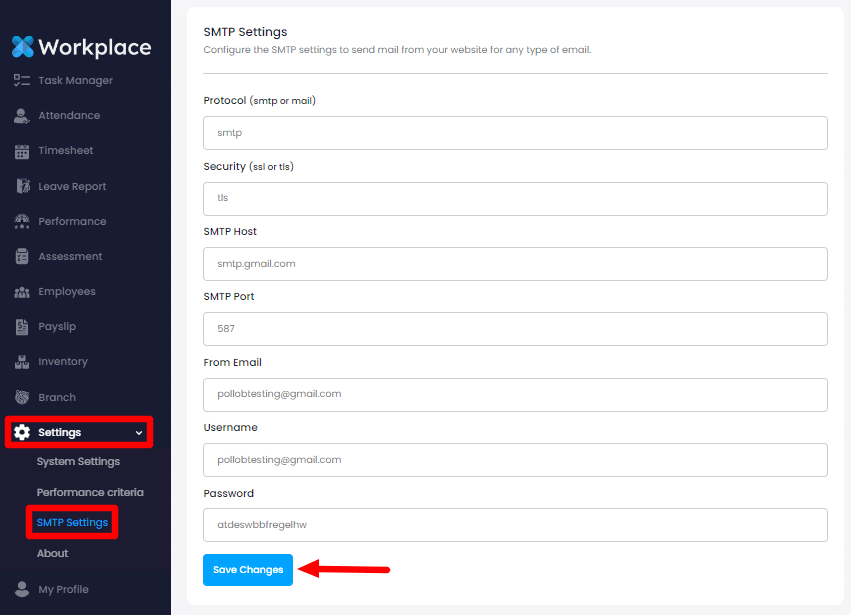 Workplace
Task Manager
Attendance
Timesheet
Leave Report
Performance
Assessment
Employees
Payslip
Inventory
Branch
Settings
System Settings
Performance criteria
SMTP Settings
About
My Profile
SMTP Settings
Configure the SMTP settings to send mail from your website for any type of email.
Protocol (smtp or mail)
smtp
Security (ssl or tls)
tls
SMTP Host
smtp.gmail.com
SMTP Port
587
From Email
pollobtesting@gmail.com
Username
pollobtesting@gmail.com
Password
atdeswbbfregelhw
Save Changes